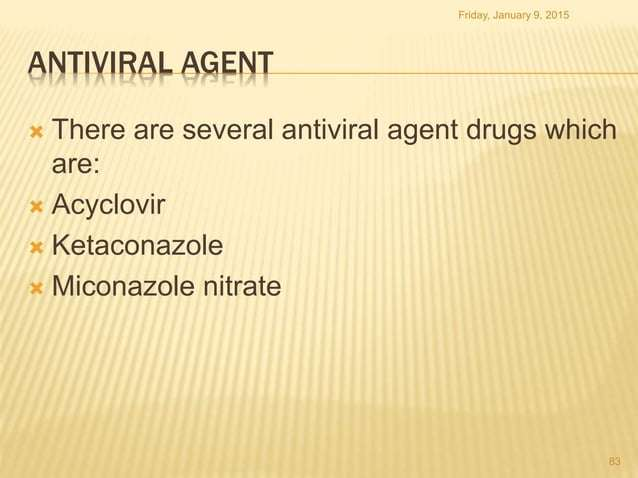 Friday, January 9, 2015
ANTIVIRAL AGENT
There are several antiviral agent drugs which
are:
Acyclovir
Ketaconazole
Miconazole nitrate
83